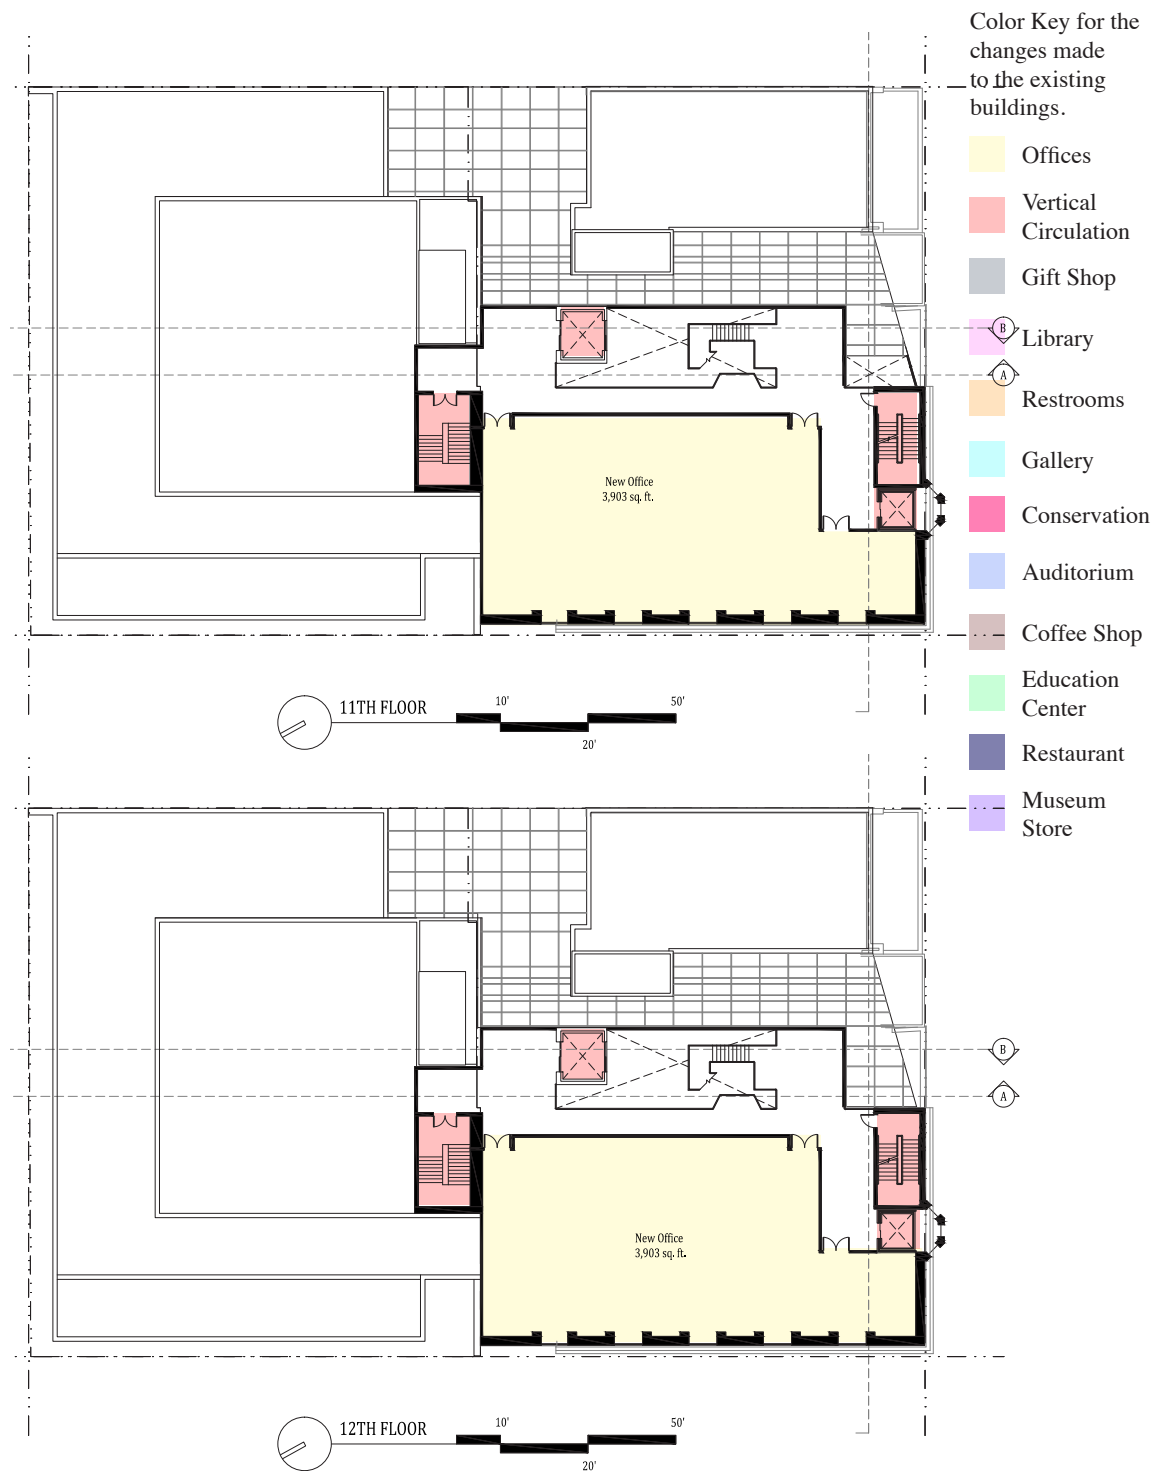 Color Key for the
changes made
to the existing
buildings.
Offices
Vertical
Circulation
Gift Shop
Library
Restrooms
Gallery
Conservation
Auditorium
Coffee Shop
Education
Center
Restaurant
Museum
Store
B
A
New Office
3,903 sq. ft.
11TH FLOOR
10'
50'
20'
B
A
New Office
3,903 sq. ft.
12TH FLOOR
10'
50'
20'